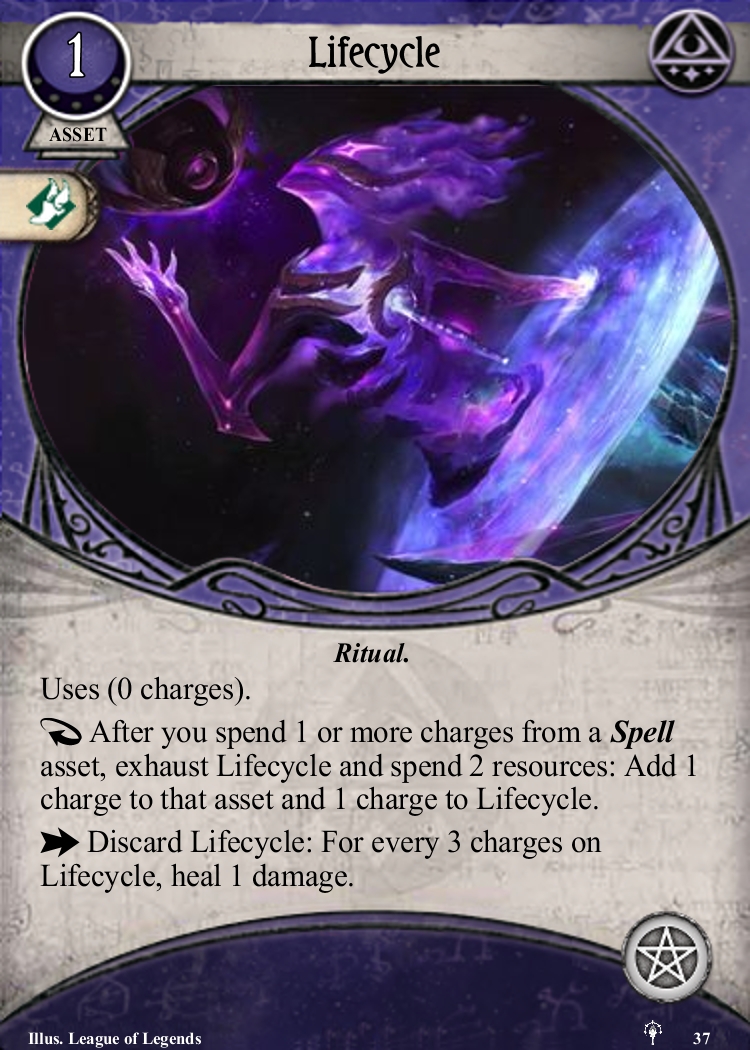 1
Lifecycle
ASSET
Ritual.
Uses (0 charges).
After you spend 1 or more charges from a Spell
asset, exhaust Lifecycle and spend 2 resources: Add 1
charge to that asset and 1 charge to Lifecycle.
Discard Lifecycle: For every 3 charges on
Lifecycle, heal 1 damage.
Illus. League of Legends
37